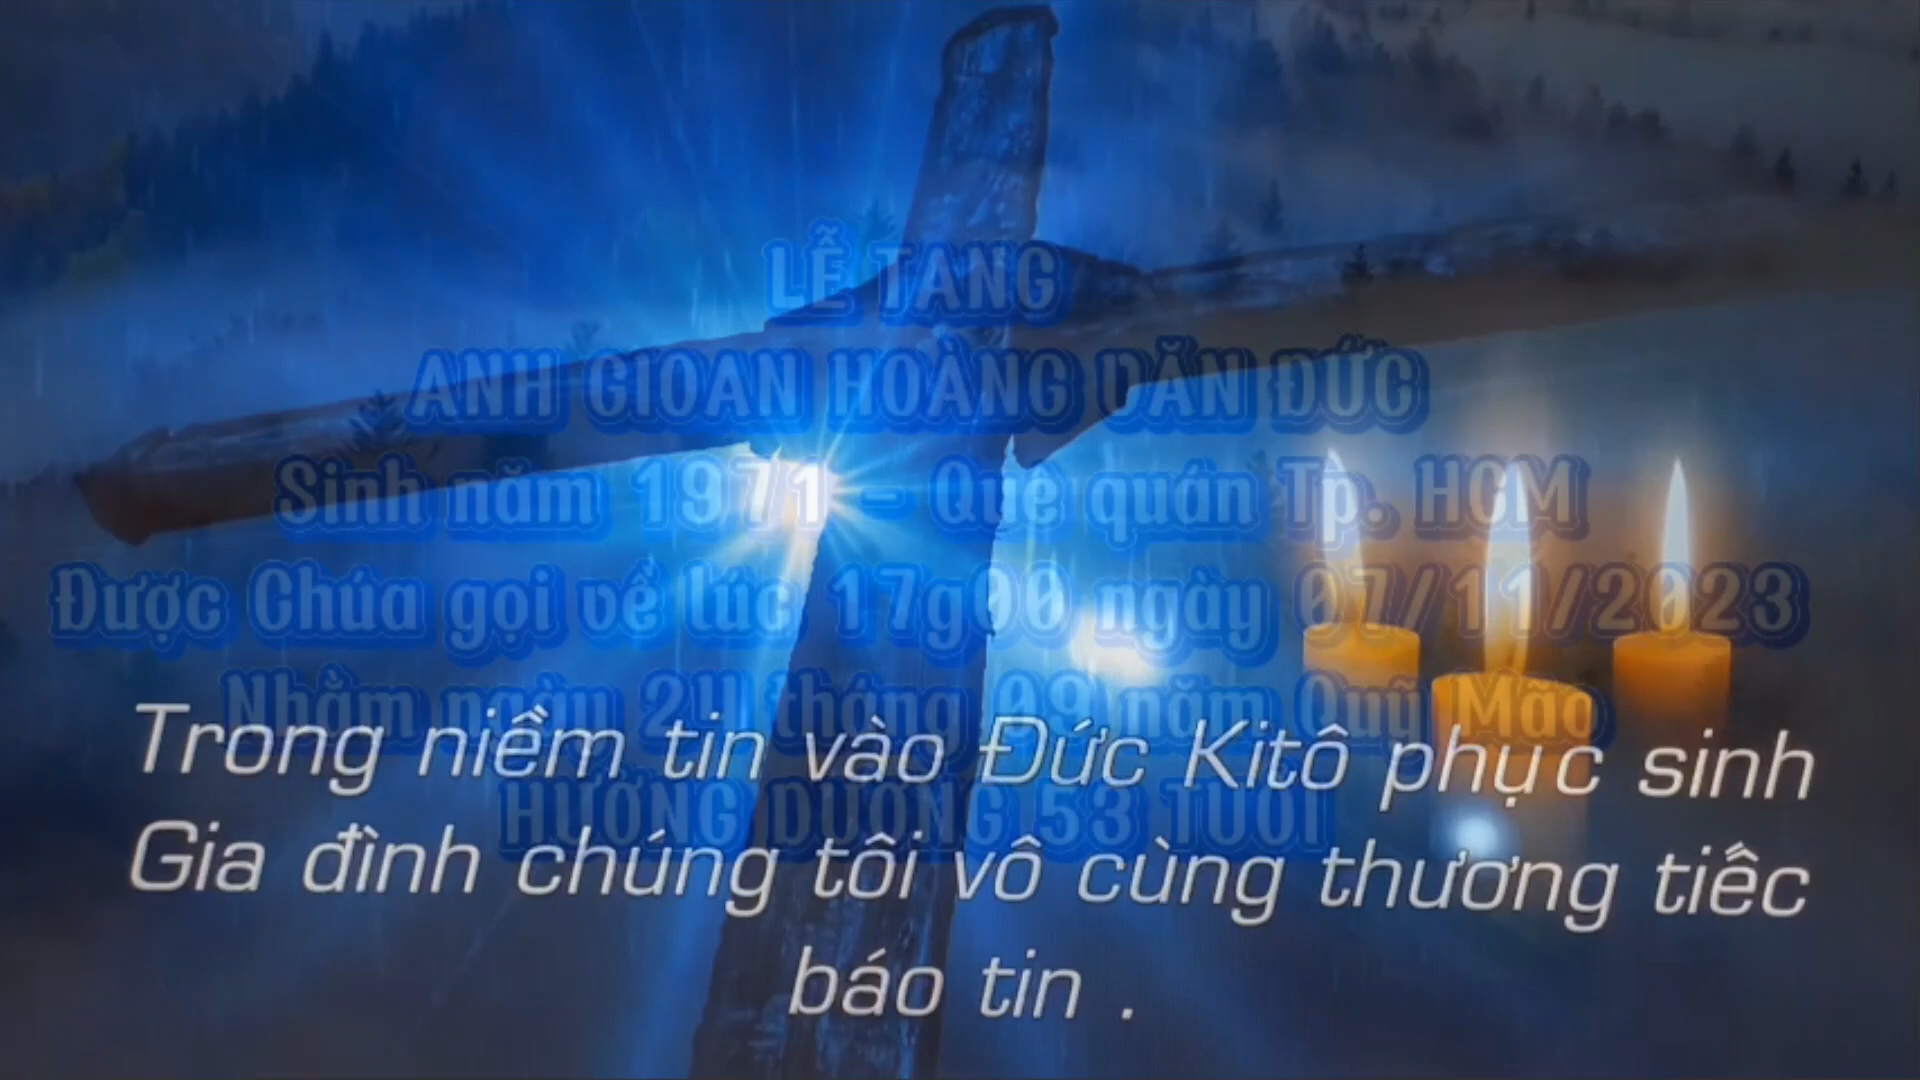 LỄ TANG
ANH GIOAN HOÀNG DĂN ĐỨC
Sinh năm 1971 - Quê quán Tp. HCM
Được Chúa gọi về lúc 17g00 ngày 07/11/2023
Nhằm ngày 24 tháng 09 năm Quỹ Mão
HƯỞNG DƯƠNG 53 TUỔI
Trong niềm tin vào Đức Kitô phục sinh
Gia đình chúng tôi vô cùng thương tiếc
báo tin .